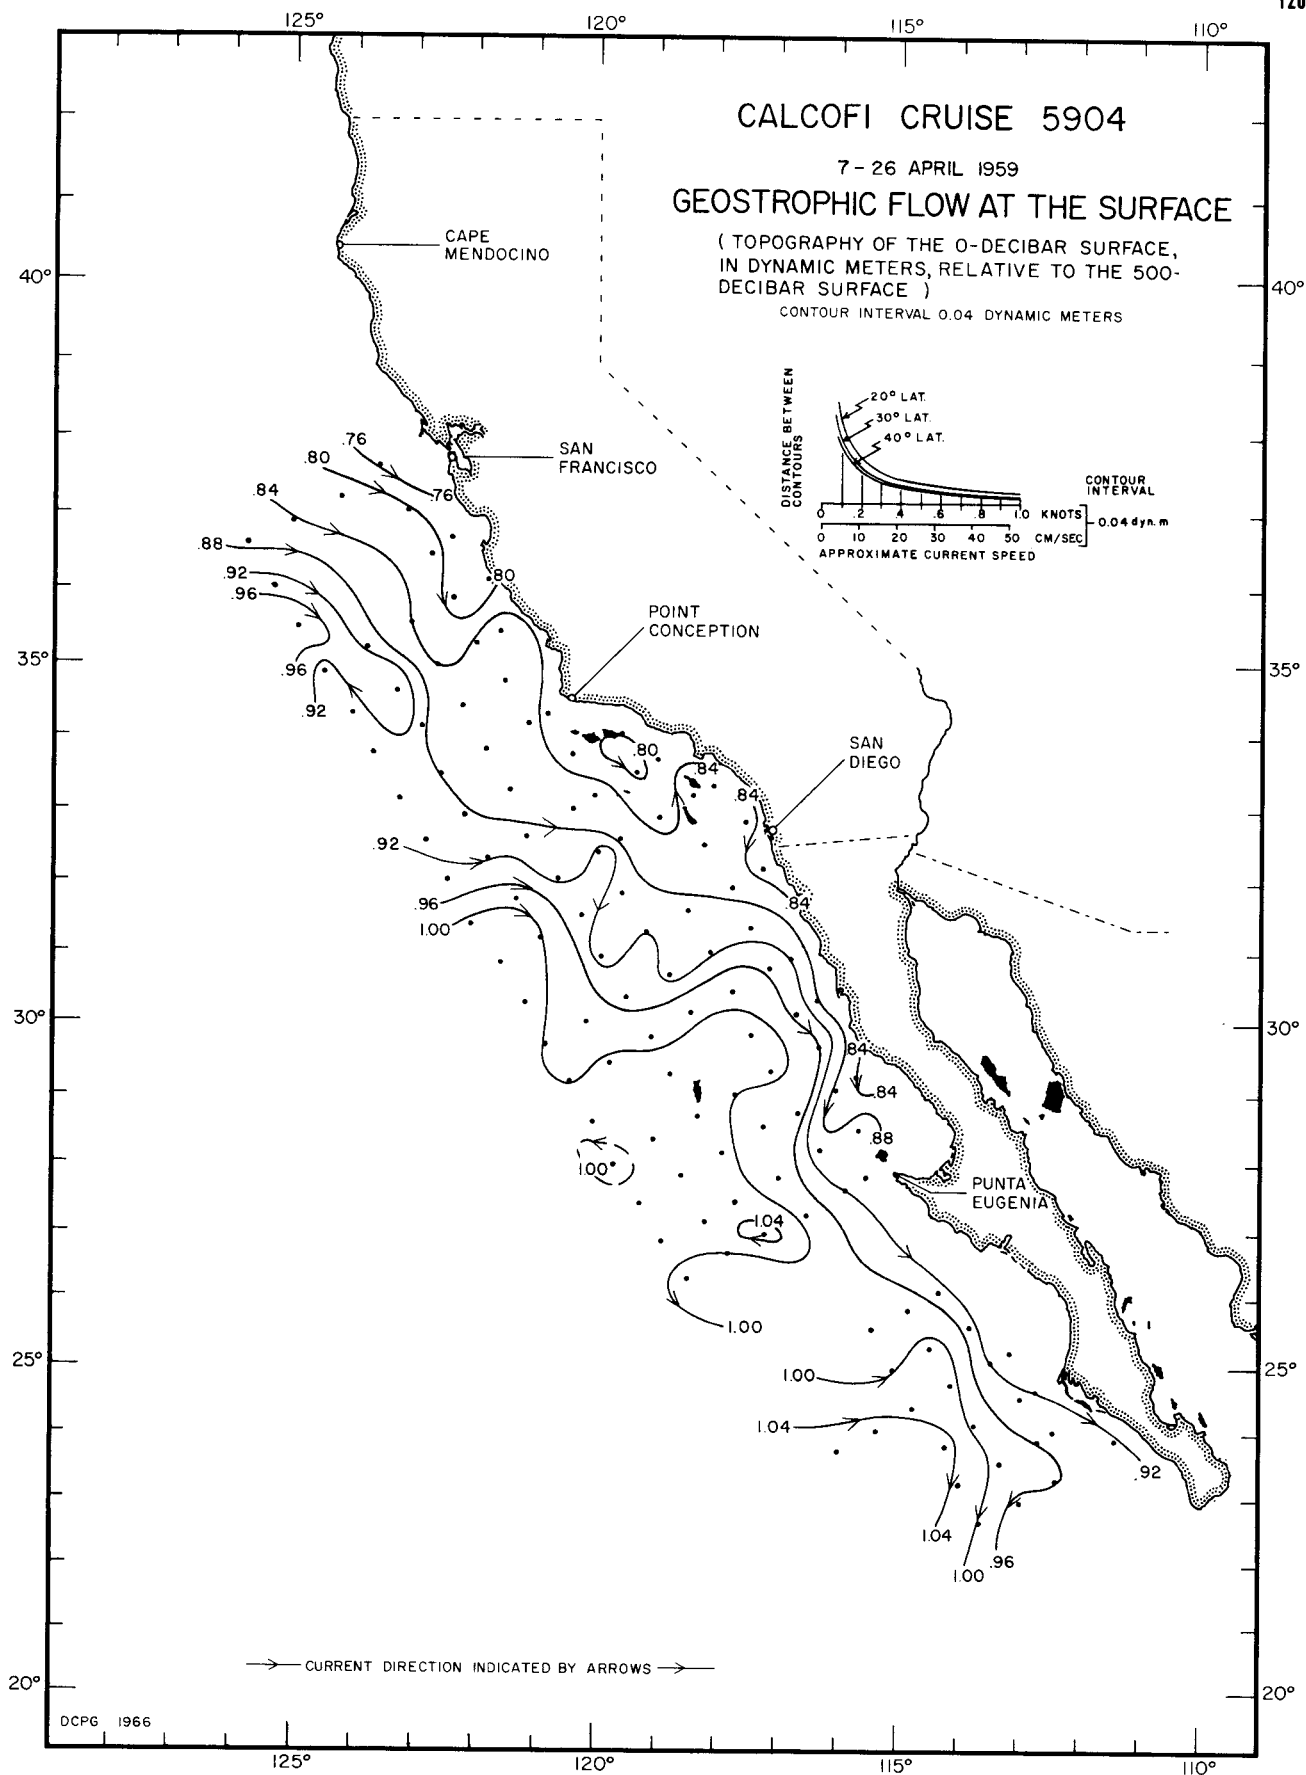 125° 120° 115° 110°
CALCOFI CRUISE 5904
7-26 APRIL 1959
GEOSTROPHIC FLOW AT THE SURFACE
( TOPOGRAPHY OF THE 0-DECIBAR SURFACE,
IN DYNAMIC METERS, RELATIVE TO THE 500-
DECIBAR SURFACE )
CONTOUR INTERVAL 0.04 DYNAMIC METERS
CAPE
MENDOCINO
40° 40°
DISTANCE BETWEEN
CONTOURS
20° LAT.
30° LAT.
40° LAT.
CONTOUR
INTERVAL
0 .2 .4 .6 .8 1.0 KNOTS
0.04 dyn. m
0 10 20 30 40 50 CM/SEC
APPROXIMATE CURRENT SPEED
SAN
FRANCISCO
.76
.80
.84
.76
.88
.92
.96
.80
POINT
CONCEPTION
35° 35°
.96
.92
.80
.84
.84
SAN
DIEGO
.92
.96
1.00
.84
30° 30°
.84
.84
.88
1.00
PUNTA
EUGENIA
1.04
1.00
25° 25°
1.00
1.04
.92
1.04
.96
1.00
CURRENT DIRECTION INDICATED BY ARROWS
20° 20°
DCPG 1966
125° 120° 115° 110°